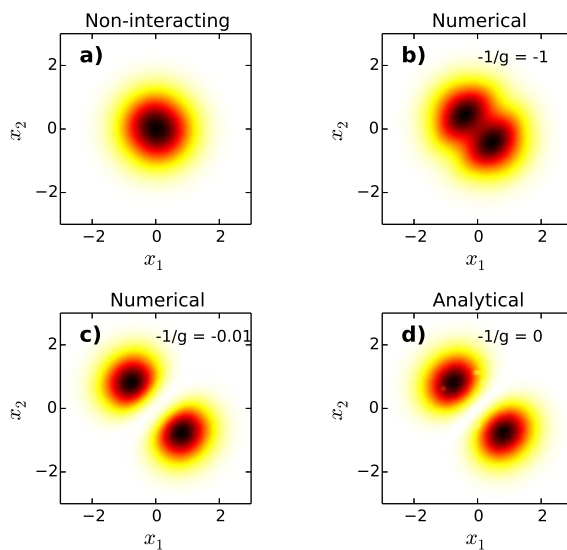 Non-interacting
a)
2
0
−2
x₂
−2 0 2
x₁
Numerical
b) -1/g = -1
2
0
−2
x₂
−2 0 2
x₁
Numerical
c) -1/g = -0.01
2
0
−2
x₂
−2 0 2
x₁
Analytical
d) -1/g = 0
2
0
−2
x₂
−2 0 2
x₁